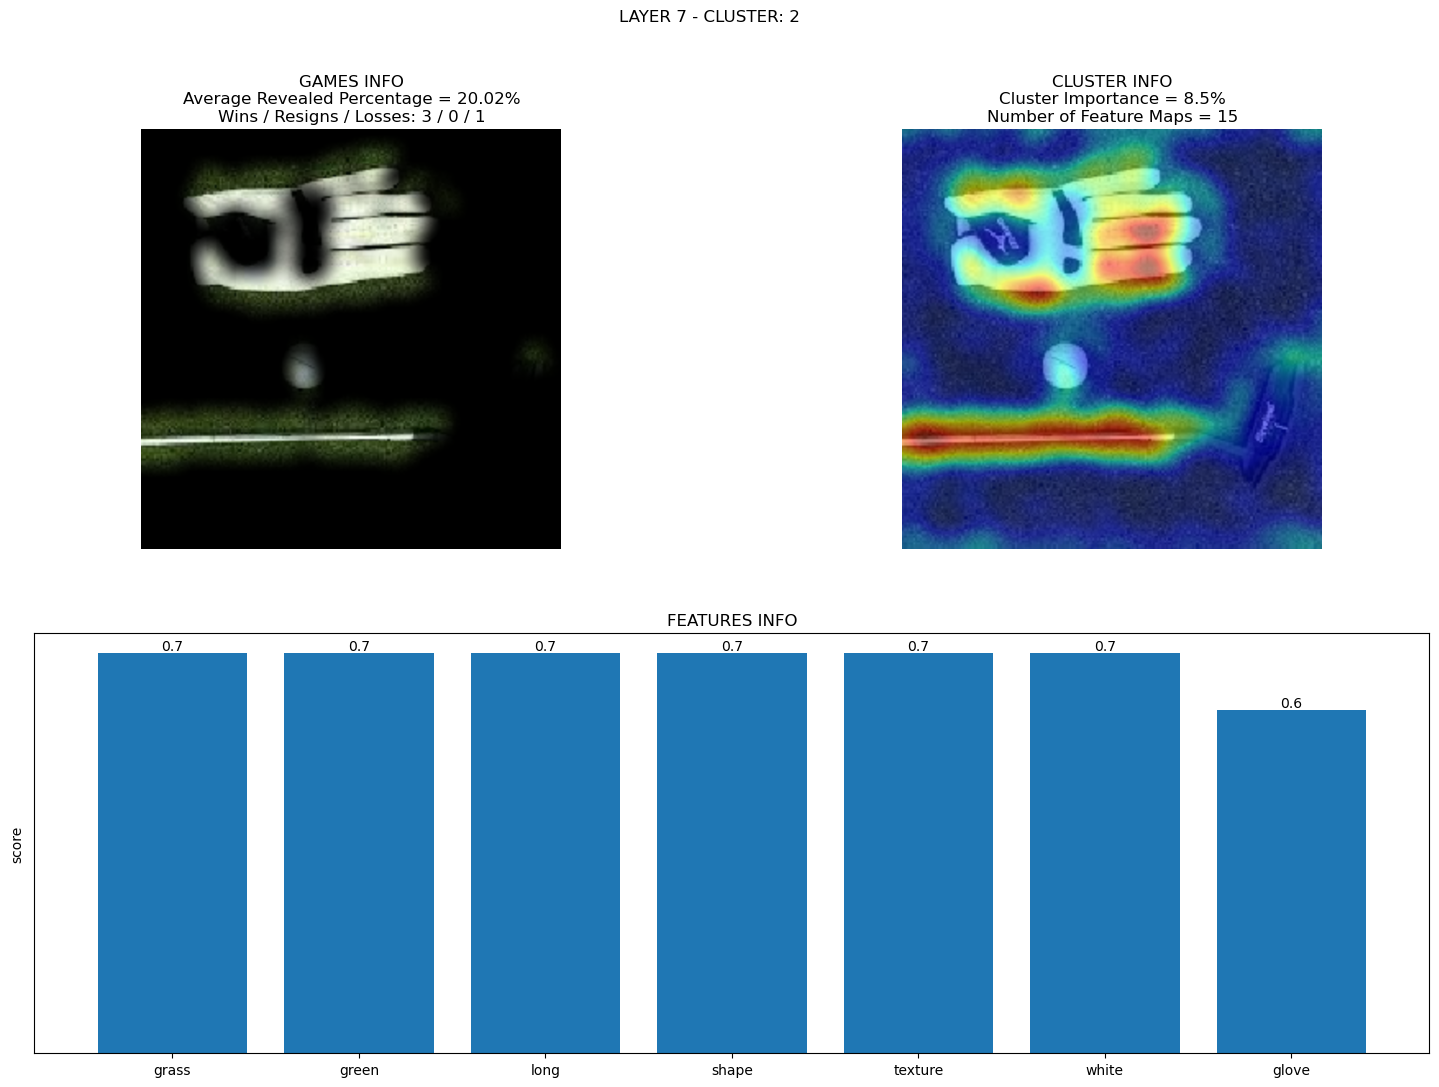 LAYER 7 - CLUSTER: 2
GAMES INFO
Average Revealed Percentage = 20.02%
Wins / Resigns / Losses: 3 / 0 / 1
CLUSTER INFO
Cluster Importance = 8.5%
Number of Feature Maps = 15
FEATURES INFO
0.7
0.7
0.7
0.7
0.7
0.7
0.6
score
grass
green
long
shape
texture
white
glove